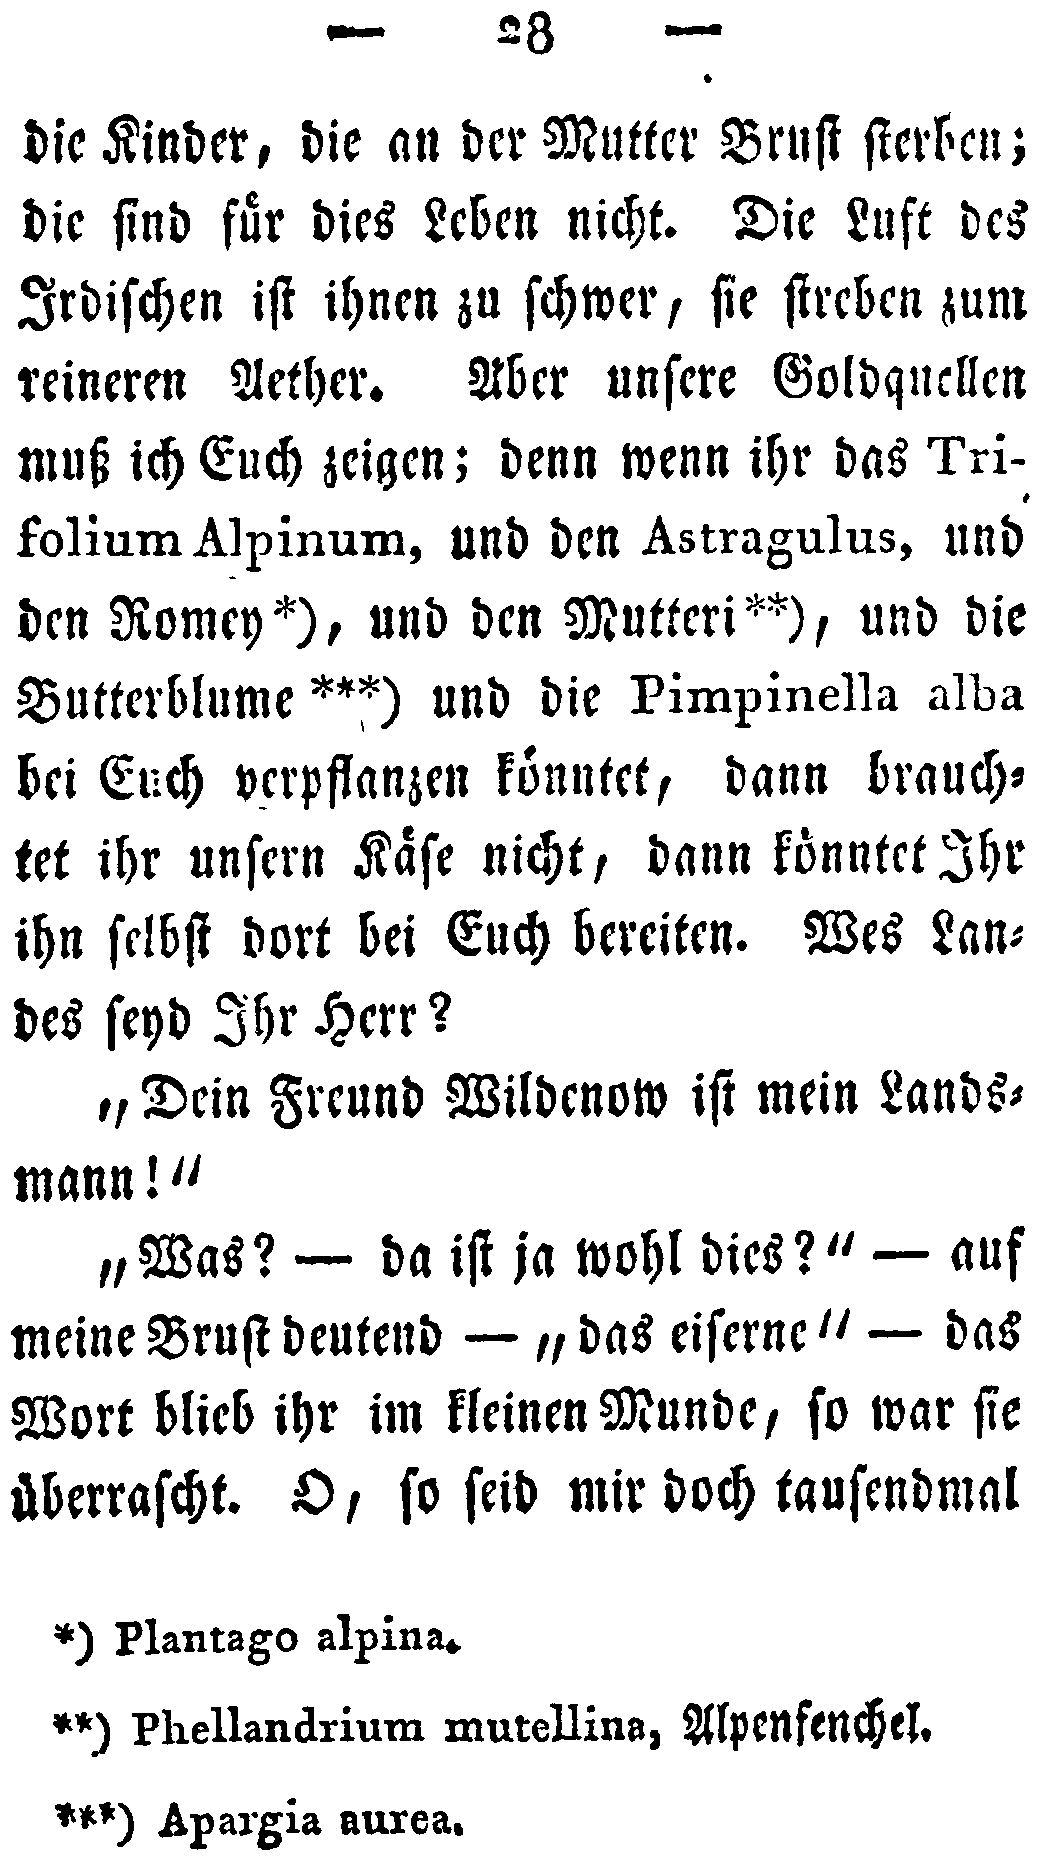 — 28 —
die Kinder, die an der Mutter Brust sterben;
die sind für dies Leben nicht. Die Luft des
Irdischen ist ihnen zu schwer, sie streben zum
reineren Aether. Aber unsere Goldquellen
muß ich Euch zeigen; denn wenn ihr das Tri-
folium Alpinum, und den Astragulus, und
den Romey *), und den Mutteri **), und die
Butterblume ***) und die Pimpinella alba
bei Euch verpflanzen könntet, dann brauch-
tet ihr unsern Käse nicht, dann könntet Ihr
ihn selbst dort bei Euch bereiten. Wes Lan-
des seyd Ihr Herr?
„Dein Freund Wildenow ist mein Lands-
mann!“
„Was? — da ist ja wohl dies?“ — auf
meine Brust deutend — „das eiserne“ — das
Wort blieb ihr im kleinen Munde, so war sie
überrascht. O, so seid mir doch tausendmal
*) Plantago alpina.
**) Phellandrium mutellina, Alpenfenchel.
***) Apargia aurea.